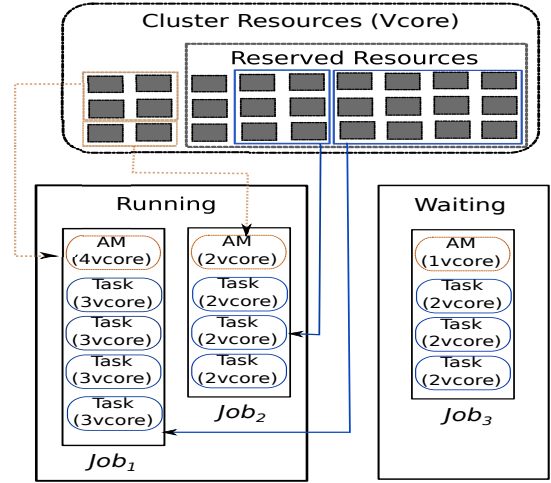 Cluster Resources (Vcore)
Reserved Resources
Running
AM
(4vcore)
Task
(3vcore)
Task
(3vcore)
Task
(3vcore)
Task
(3vcore)
Job1
AM
(2vcore)
Task
(2vcore)
Task
(2vcore)
Task
(2vcore)
Job2
Waiting
AM
(1vcore)
Task
(2vcore)
Task
(2vcore)
Task
(2vcore)
Job3